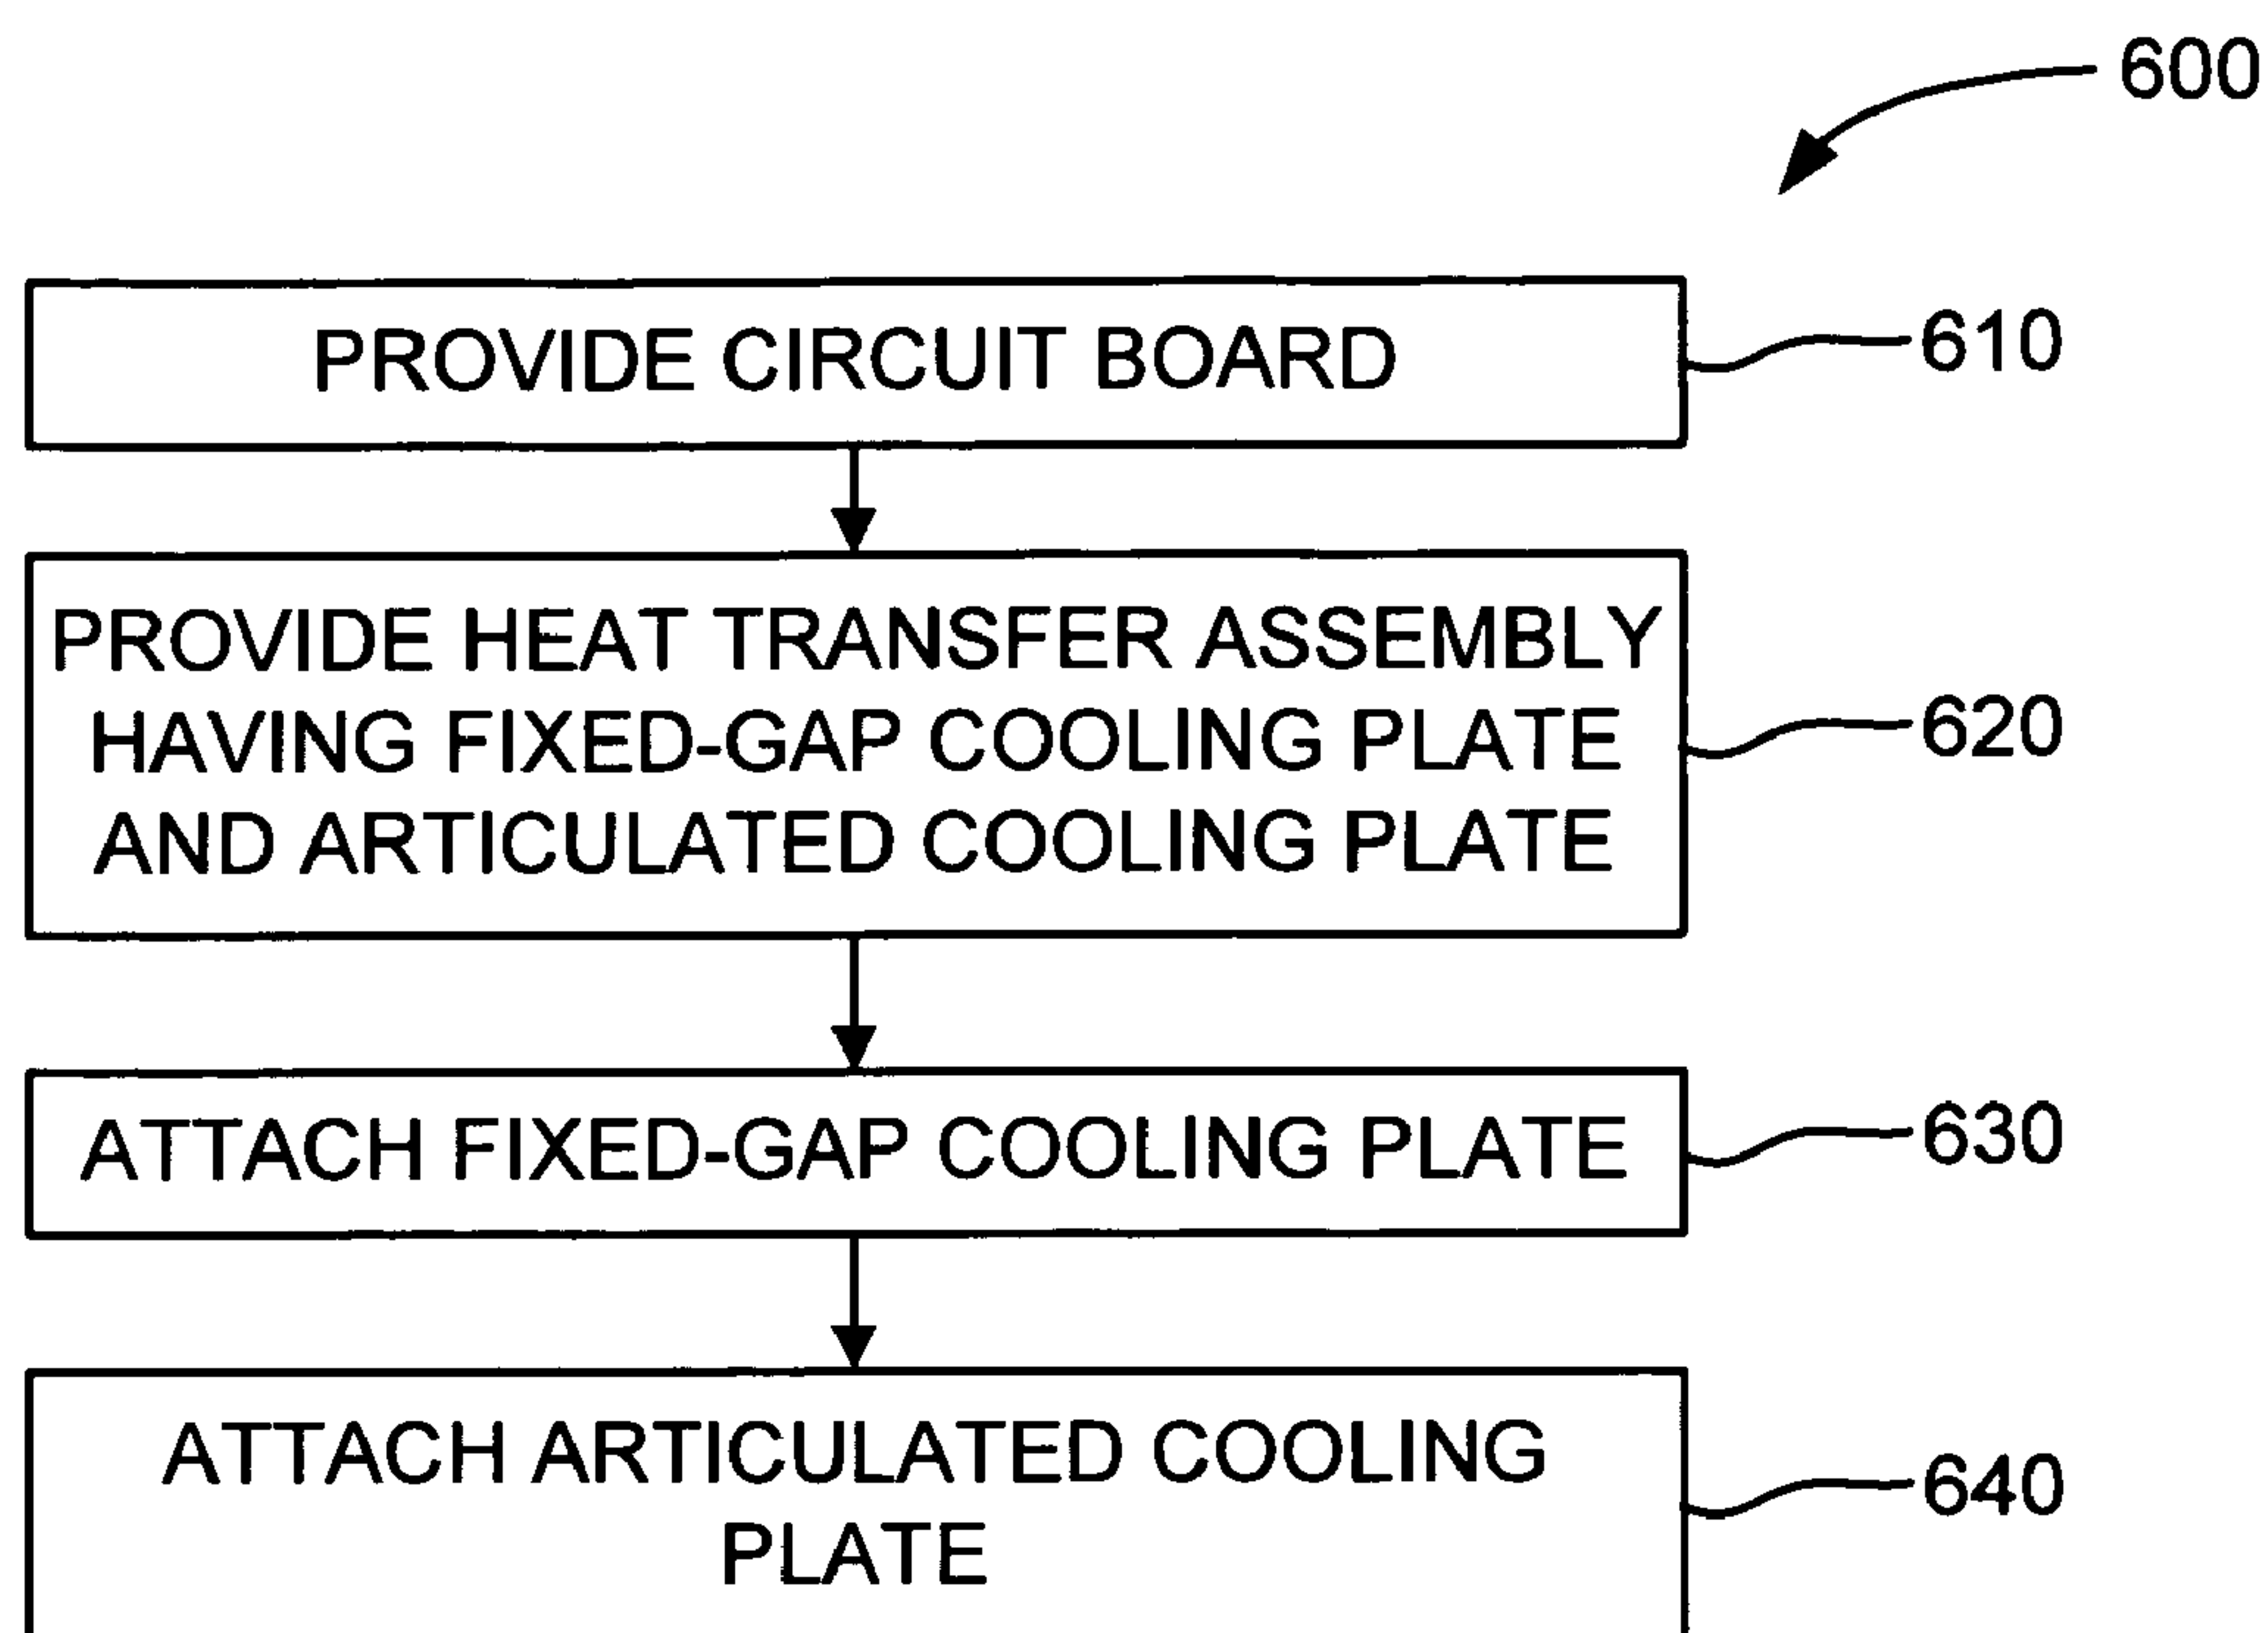 600
PROVIDE CIRCUIT BOARD
610
PROVIDE HEAT TRANSFER ASSEMBLY
HAVING FIXED-GAP COOLING PLATE
AND ARTICULATED COOLING PLATE
620
ATTACH FIXED-GAP COOLING PLATE
630
ATTACH ARTICULATED COOLING
PLATE
640